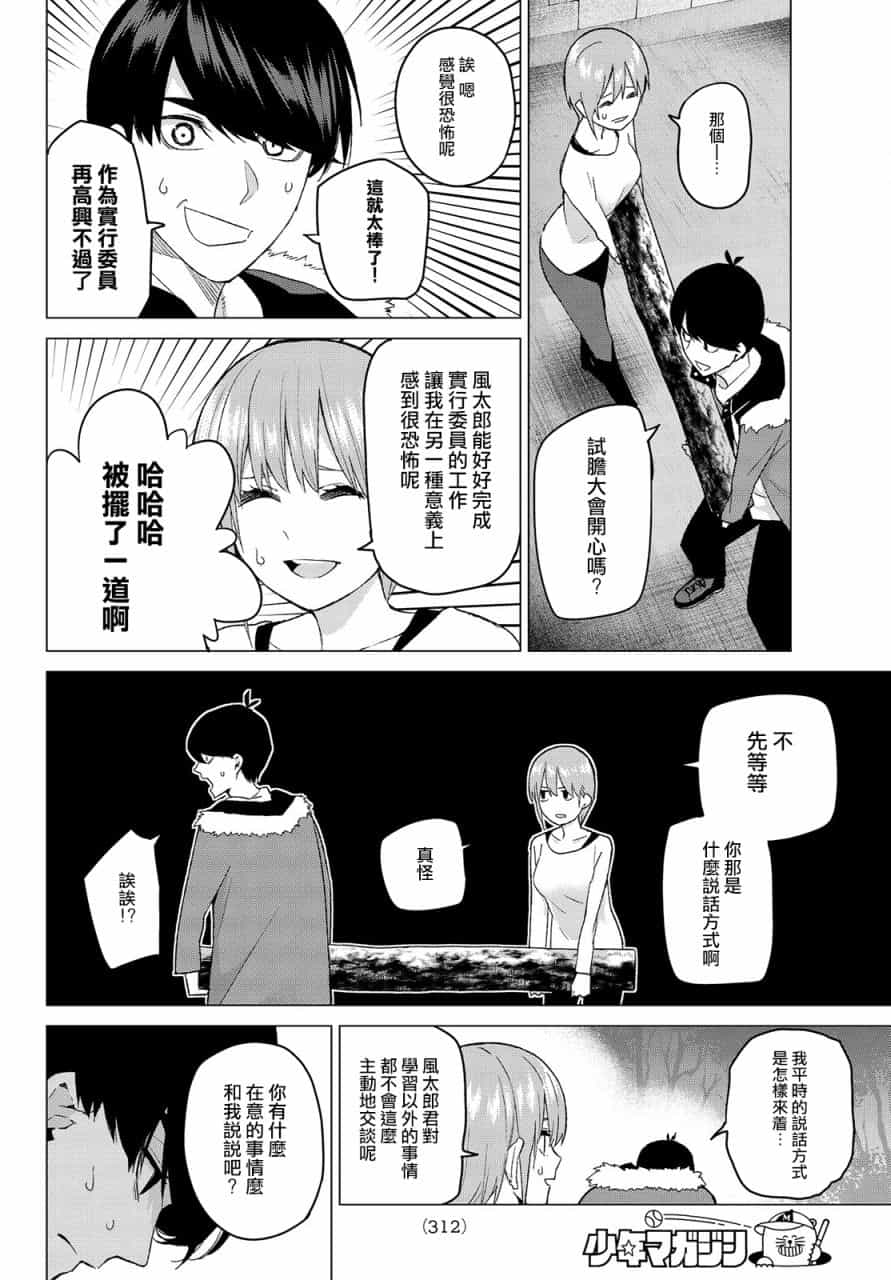 那個──…
試膽大會開心嗎？
誒 嗯
感覺很恐怖呢
這就太棒了！
作為實行委員
再高興不過了
風太郎能好好完成
實行委員的工作
讓我在另一種意義上
感到很恐怖呢
哈哈哈
被擺了一道啊
不
先等等
你那是
什麼説話方式啊
真怪
誒誒!?
我平時的説話方式
是怎樣來着…
風太郎君對
學習以外的事情
都不會這麼
主動地交談呢
你有什麼
在意的事情麼
和我說說吧？
(312)
少年マガジン
M